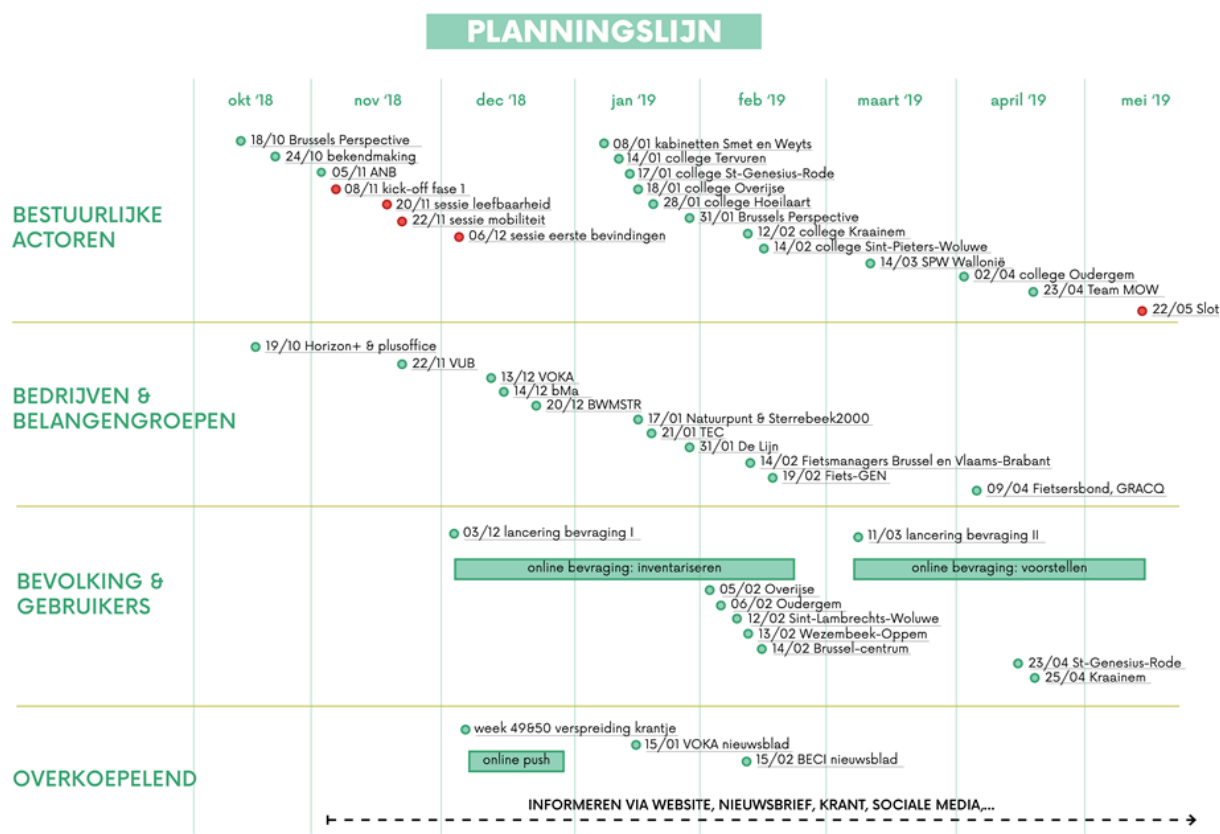 PLANNINGSLIJN
okt '18
nov '18
dec '18
jan '19
feb '19
maart '19
april '19
mei '19
BESTUURLIJKE
ACTOREN
18/10 Brussels Perspective
24/10 bekendmaking
05/11 ANB
08/11 kick-off fase 1
20/11 sessie leefbaarheid
22/11 sessie mobiliteit
06/12 sessie eerste bevindingen
08/01 kabinetten Smet en Weyts
14/01 college Tervuren
17/01 college St-Genesius-Rode
18/01 college Overijse
28/01 college Hoeilaart
31/01 Brussels Perspective
12/02 college Kraainem
14/02 college Sint-Pieters-Woluwe
14/03 SPW Wallonië
02/04 college Oudergem
23/04 Team MOW
22/05 Slot
BEDRIJVEN &
BELANGENGROEPEN
19/10 Horizon+ & plusoffice
22/11 VUB
13/12 VOKA
14/12 bMa
20/12 BWMSTR
17/01 Natuurpunt & Sterrebeek2000
21/01 TEC
31/01 De Lijn
14/02 Fietsmanagers Brussel en Vlaams-Brabant
19/02 Fiets-GEN
09/04 Fietsersbond, GRACQ
BEVOLKING &
GEBRUIKERS
03/12 lancering bevraging I
11/03 lancering bevraging II
online bevraging: inventariseren
online bevraging: voorstellen
05/02 Overijse
06/02 Oudergem
12/02 Sint-Lambrechts-Woluwe
13/02 Wezembeek-Oppem
14/02 Brussel-centrum
23/04 St-Genesius-Rode
25/04 Kraainem
OVERKOEPELEND
week 49&50 verspreiding krantje
15/01 VOKA nieuwsblad
online push
15/02 BECI nieuwsblad
INFORMEREN VIA WEBSITE, NIEUWSBRIEF, KRANT, SOCIALE MEDIA,...